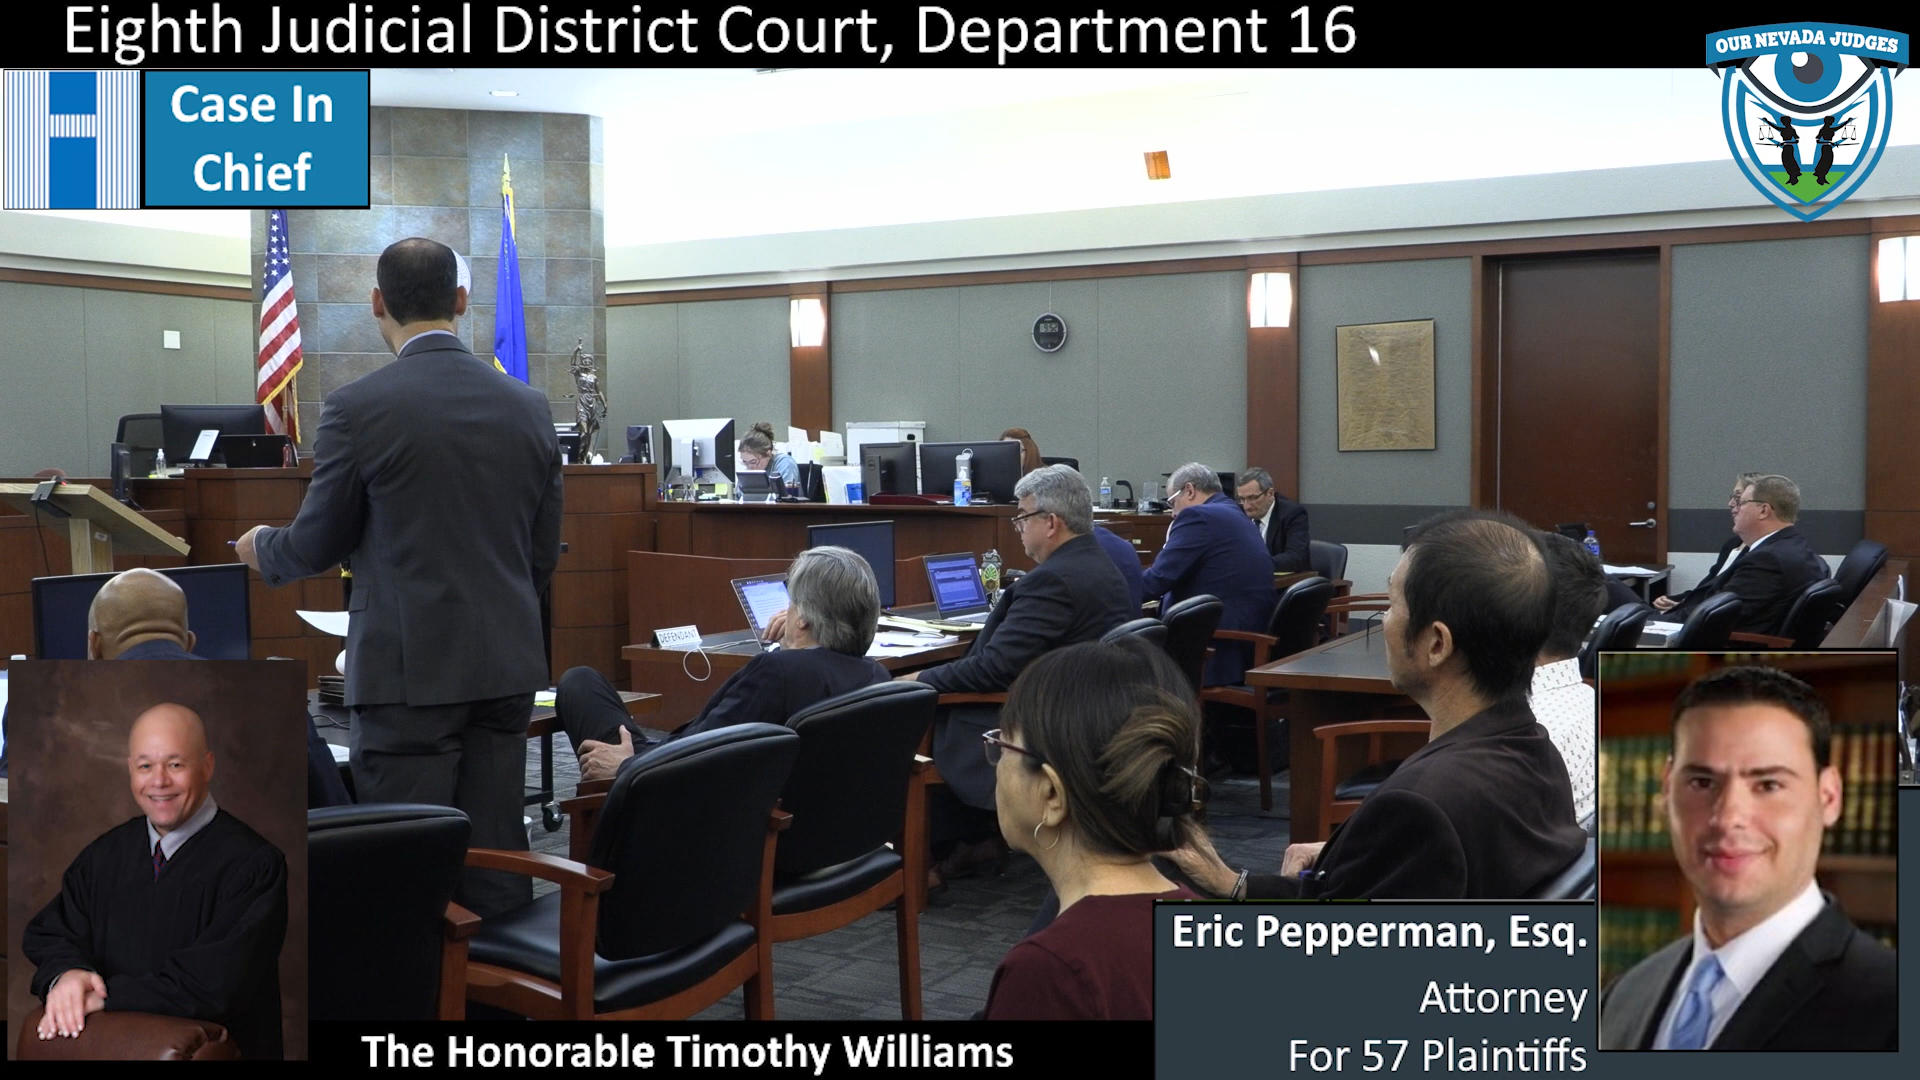 Eighth Judicial District Court, Department 16
OUR NEVADA JUDGES
Case In
Chief
DEFENDANT
Eric Pepperman, Esq.
Attorney
For 57 Plaintiffs
The Honorable Timothy Williams